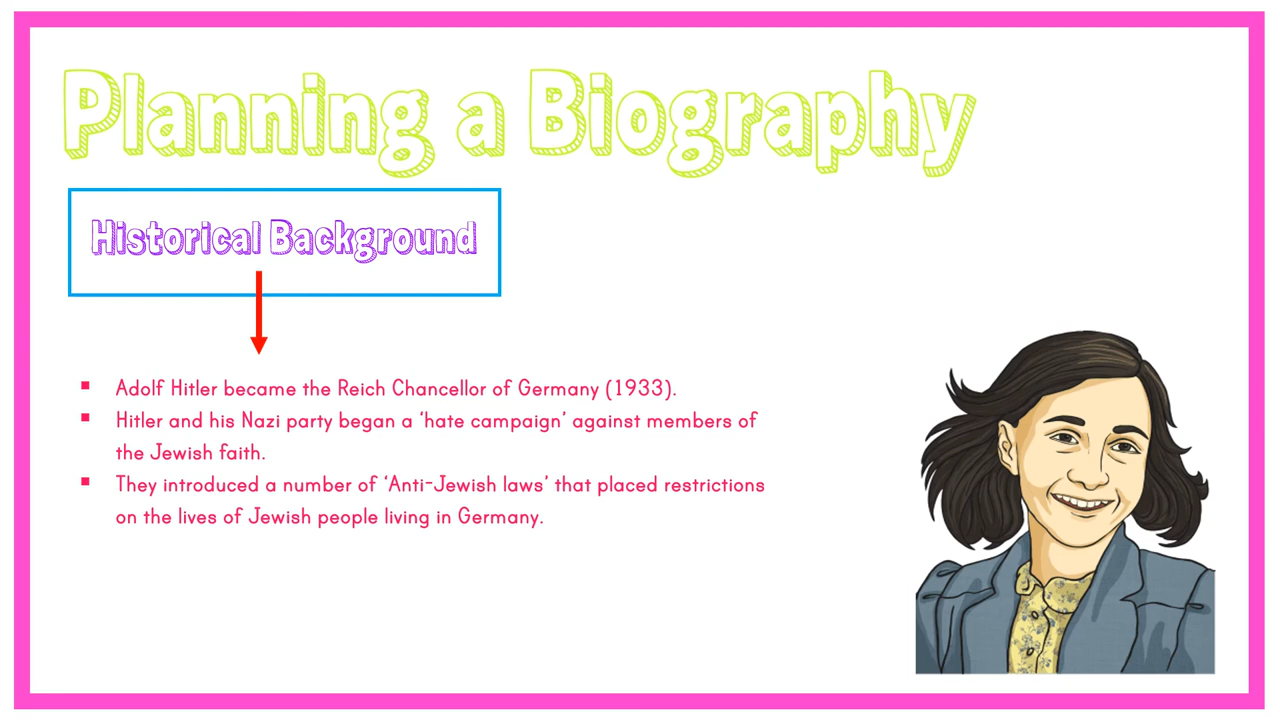 Planning a Biography
Historical Background
▪ Adolf Hitler became the Reich Chancellor of Germany (1933).
▪ Hitler and his Nazi party began a ‘hate campaign’ against members of
the Jewish faith.
▪ They introduced a number of ‘Anti-Jewish laws’ that placed restrictions
on the lives of Jewish people living in Germany.